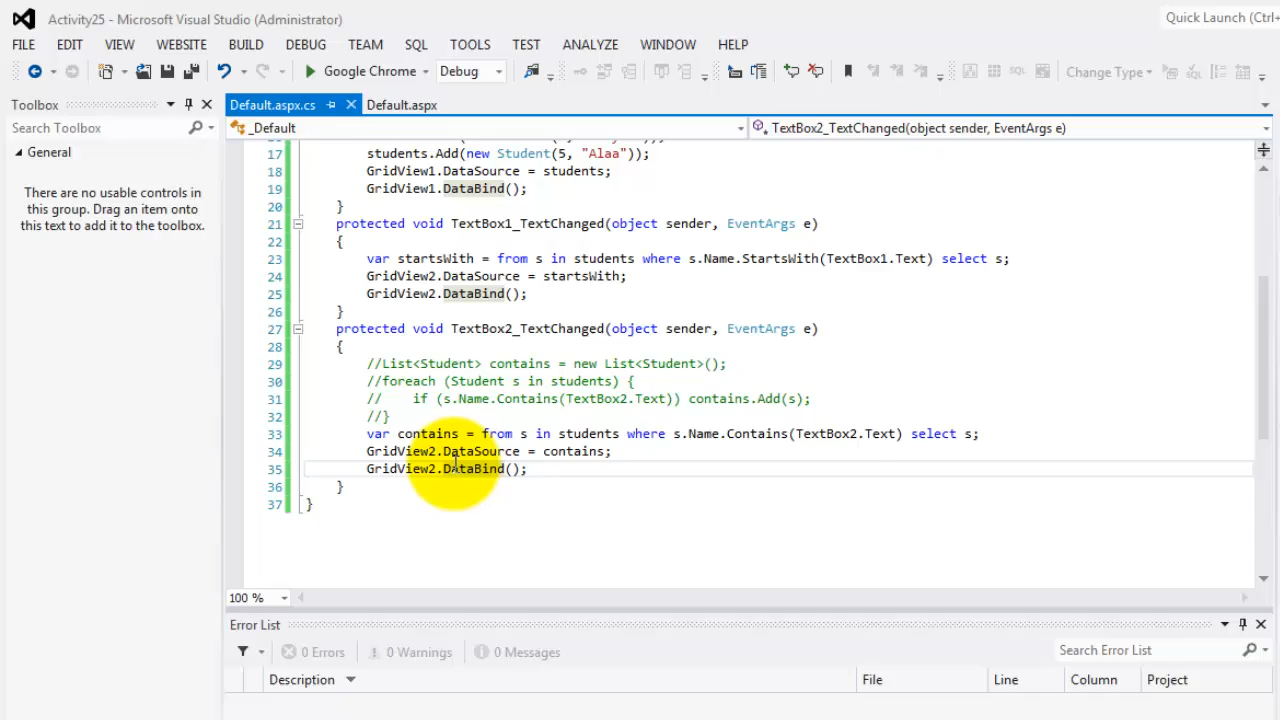 Activity25 - Microsoft Visual Studio (Administrator)
Quick Launch (Ctrl+
FILE EDIT VIEW WEBSITE BUILD DEBUG TEAM SQL TOOLS TEST ANALYZE WINDOW HELP
Google Chrome Debug Change Type
Toolbox
Default.aspx.cs Default.aspx
Search Toolbox
_Default
TextBox2_TextChanged(object sender, EventArgs e)
General
There are no usable controls in
this group. Drag an item onto
this text to add it to the toolbox.
17 students.Add(new Student(5, "Alaa"));
18 GridView1.DataSource = students;
19 GridView1.DataBind();
20 }
21 protected void TextBox1_TextChanged(object sender, EventArgs e)
22 {
23 var startsWith = from s in students where s.Name.StartsWith(TextBox1.Text) select s;
24 GridView2.DataSource = startsWith;
25 GridView2.DataBind();
26 }
27 protected void TextBox2_TextChanged(object sender, EventArgs e)
28 {
29 //List<Student> contains = new List<Student>();
30 //foreach (Student s in students) {
31 // if (s.Name.Contains(TextBox2.Text)) contains.Add(s);
32 //}
33 var contains = from s in students where s.Name.Contains(TextBox2.Text) select s;
34 GridView2.DataSource = contains;
35 GridView2.DataBind();
36 }
37 }
100 %
Error List
0 Errors 0 Warnings 0 Messages
Search Error List
Description File Line Column Project